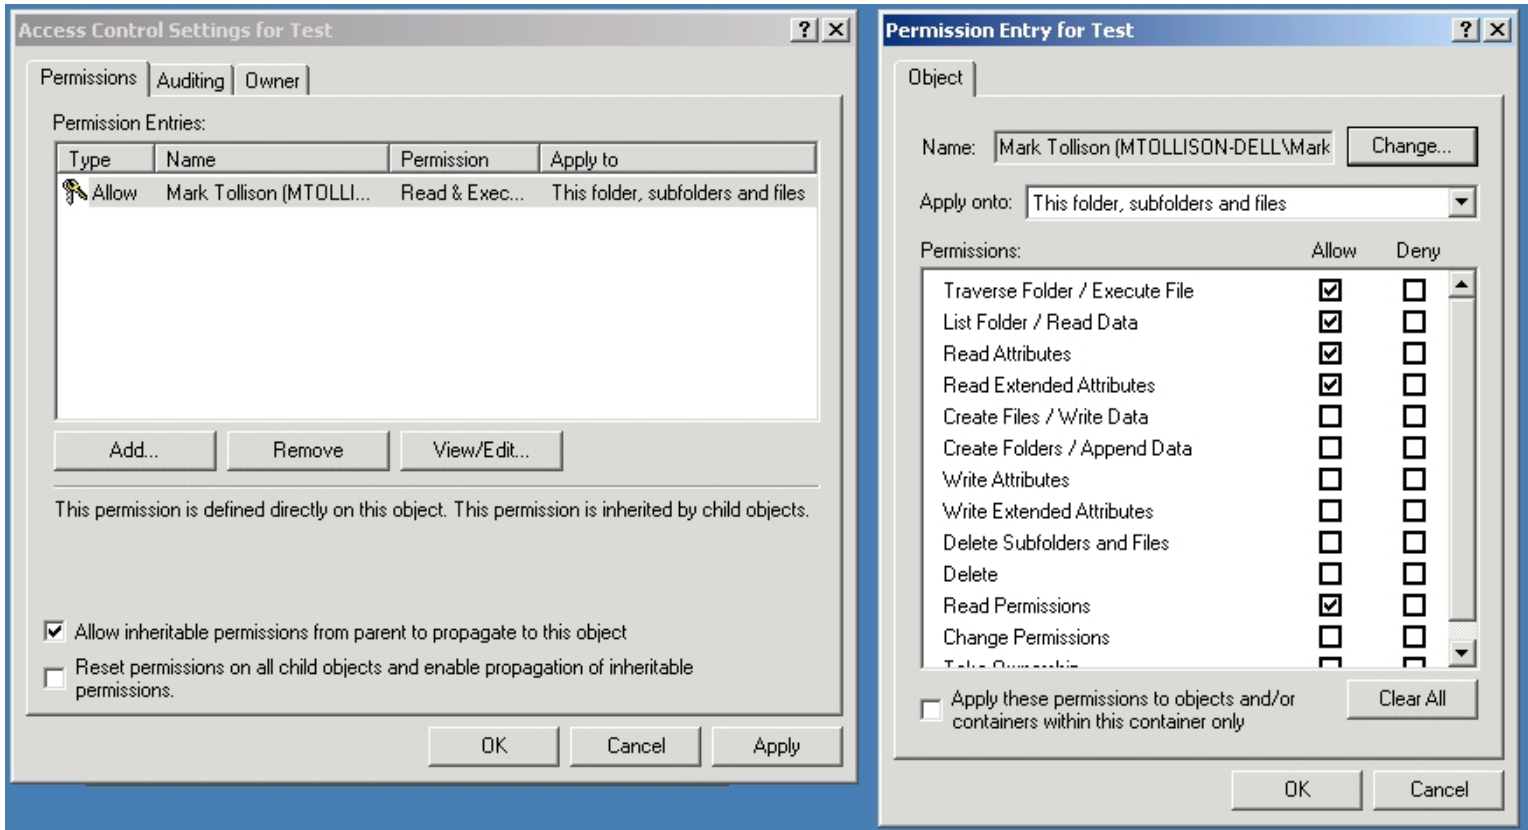 Access Control Settings for Test
Permissions Auditing Owner
Permission Entries:
Type Name Permission Apply to
Allow Mark Tollison (MTOLLI... Read & Exec... This folder, subfolders and files
Add... Remove View/Edit...
This permission is defined directly on this object. This permission is inherited by child objects.
Allow inheritable permissions from parent to propagate to this object
Reset permissions on all child objects and enable propagation of inheritable
permissions.
OK Cancel Apply
Permission Entry for Test
Object
Name: Mark Tollison (MTOLLISON-DELL\Mark Change...
Apply onto: This folder, subfolders and files
Permissions: Allow Deny
Traverse Folder / Execute File
List Folder / Read Data
Read Attributes
Read Extended Attributes
Create Files / Write Data
Create Folders / Append Data
Write Attributes
Write Extended Attributes
Delete Subfolders and Files
Delete
Read Permissions
Change Permissions
Take Ownership
Apply these permissions to objects and/or
containers within this container only
Clear All
OK Cancel